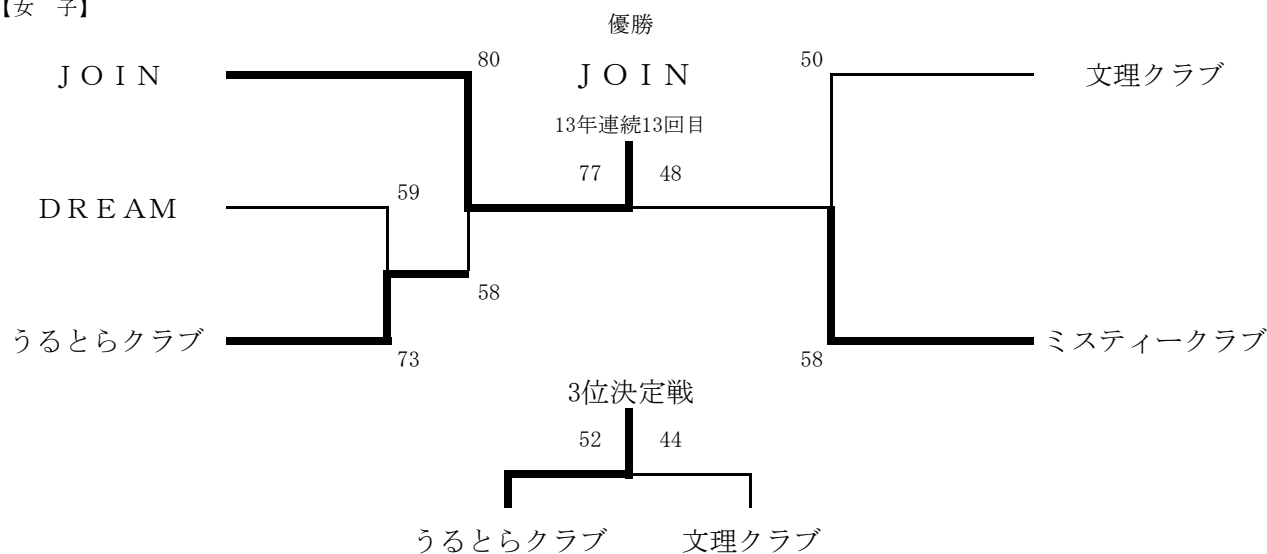 【女　子】
優勝
80
50
ＪＯＩＮ
ＪＯＩＮ
文理クラブ
13年連続13回目
77
48
59
ＤＲＥＡＭ
58
うるとらクラブ
ミスティークラブ
73
58
3位決定戦
52
44
うるとらクラブ
文理クラブ